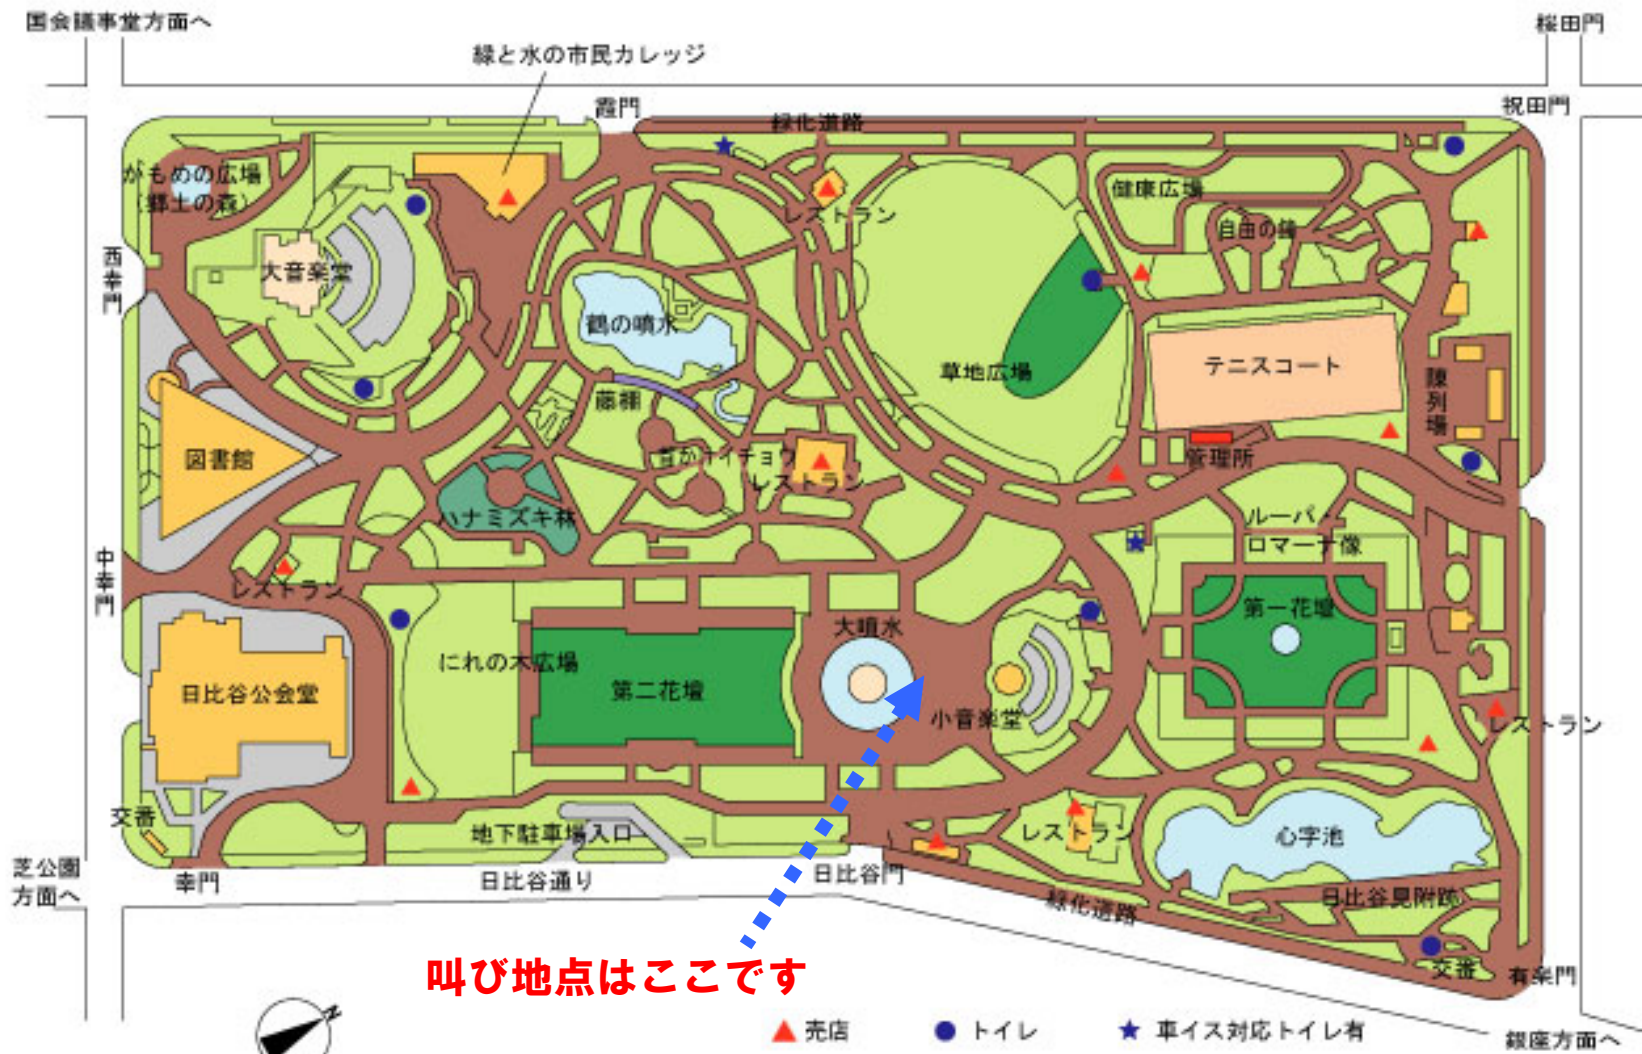 国会議事堂方面へ
桜田門
緑と水の市民カレッジ
霞門
祝田門
緑化道路
かもめの広場
(郷土の森)
健康広場
レストラン
自由の鐘
西幸門
大音楽堂
鶴の噴水
草地広場
テニスコート
陳列場
藤棚
図書館
首かけイチョウ
管理所
レストラン
ハナミズキ林
ルーパ・
ロマーナ像
中幸門
レストラン
第一花壇
大噴水
にれの木広場
日比谷公会堂
第二花壇
小音楽堂
レストラン
交番
地下駐車場入口
レストラン
心字池
芝公園
方面へ
幸門
日比谷通り
日比谷門
緑化道路
日比谷見附跡
叫び地点はここです
交番
有楽門
N
売店
トイレ
車イス対応トイレ有
銀座方面へ